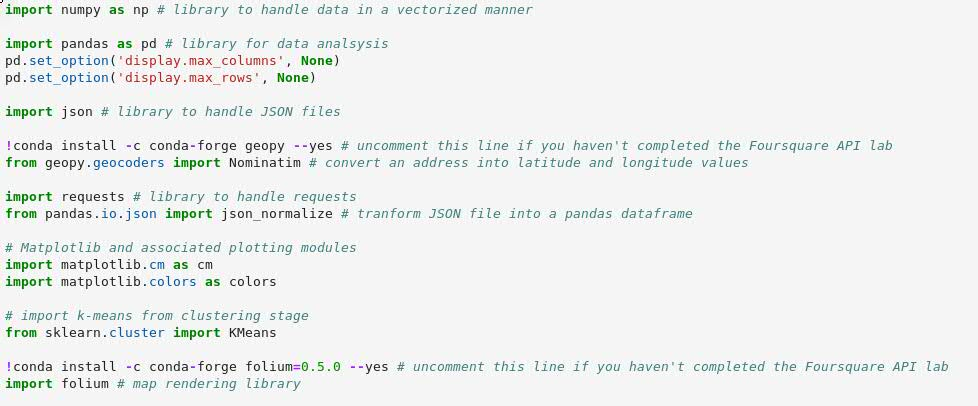 import numpy as np # library to handle data in a vectorized manner
import pandas as pd # library for data analsysis
pd.set_option('display.max_columns', None)
pd.set_option('display.max_rows', None)
import json # library to handle JSON files
!conda install -c conda-forge geopy --yes # uncomment this line if you haven't completed the Foursquare API lab
from geopy.geocoders import Nominatim # convert an address into latitude and longitude values
import requests # library to handle requests
from pandas.io.json import json_normalize # tranform JSON file into a pandas dataframe
# Matplotlib and associated plotting modules
import matplotlib.cm as cm
import matplotlib.colors as colors
# import k-means from clustering stage
from sklearn.cluster import KMeans
!conda install -c conda-forge folium=0.5.0 --yes # uncomment this line if you haven't completed the Foursquare API lab
import folium # map rendering library